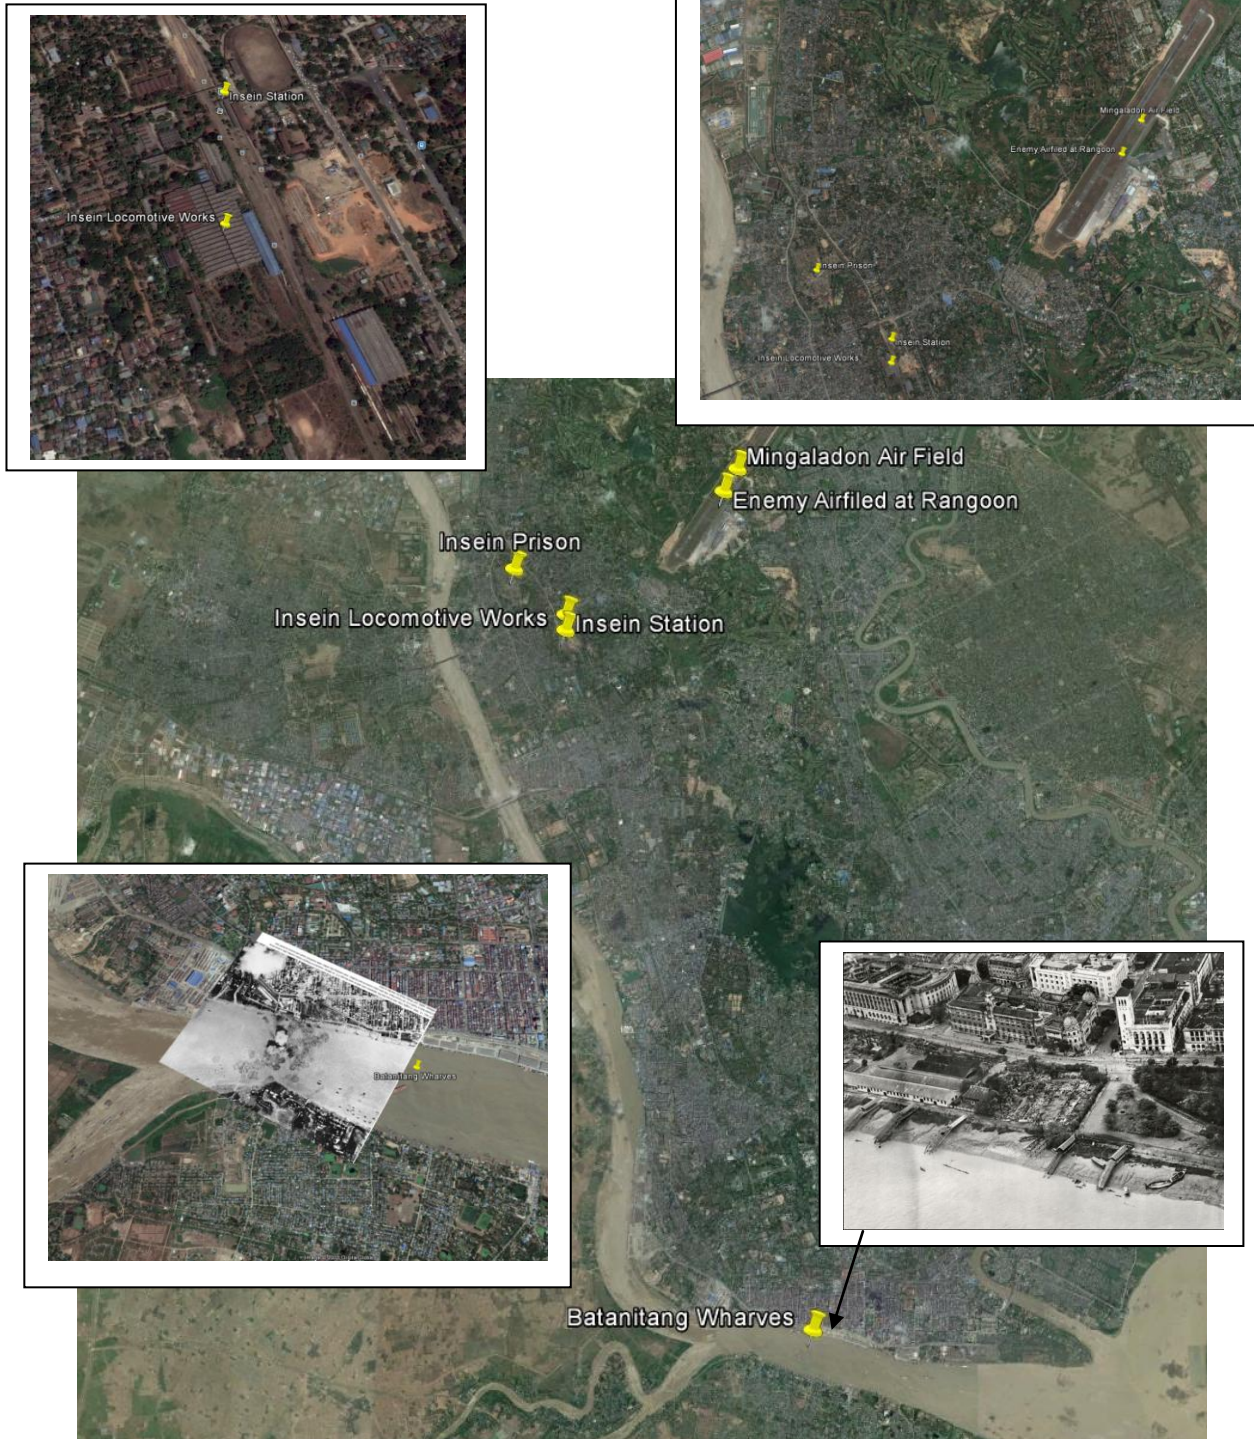 Insein Station
Insein Locomotive Works
Mingaladon Air Field
Enemy Airfiled at Rangoon
Insein Prison
Insein Station
Insein Locomotive Works
Mingaladon Air Field
Enemy Airfiled at Rangoon
Insein Prison
Insein Locomotive Works
Insein Station
Batanitang Wharves
Batanitang Wharves